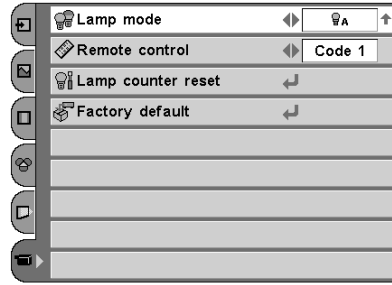 Lamp mode A
Remote control Code 1
Lamp counter reset
Factory default